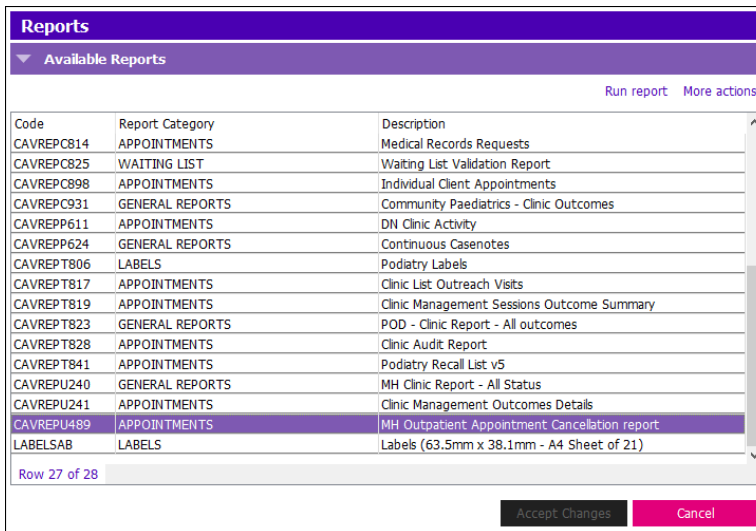 Reports
Available Reports
Run report More actions
Code Report Category Description
CAVREPC814 APPOINTMENTS Medical Records Requests
CAVREPC825 WAITING LIST Waiting List Validation Report
CAVREPC898 APPOINTMENTS Individual Client Appointments
CAVREPC931 GENERAL REPORTS Community Paediatrics - Clinic Outcomes
CAVREPP611 APPOINTMENTS DN Clinic Activity
CAVREPP624 GENERAL REPORTS Continuous Casenotes
CAVREPT806 LABELS Podiatry Labels
CAVREPT817 APPOINTMENTS Clinic List Outreach Visits
CAVREPT819 APPOINTMENTS Clinic Management Sessions Outcome Summary
CAVREPT823 GENERAL REPORTS POD - Clinic Report - All outcomes
CAVREPT828 APPOINTMENTS Clinic Audit Report
CAVREPT841 APPOINTMENTS Podiatry Recall List v5
CAVREPU240 GENERAL REPORTS MH Clinic Report - All Status
CAVREPU241 APPOINTMENTS Clinic Management Outcomes Details
CAVREPU489 APPOINTMENTS MH Outpatient Appointment Cancellation report
LABELSAB LABELS Labels (63.5mm x 38.1mm - A4 Sheet of 21)
Row 27 of 28
Accept Changes Cancel